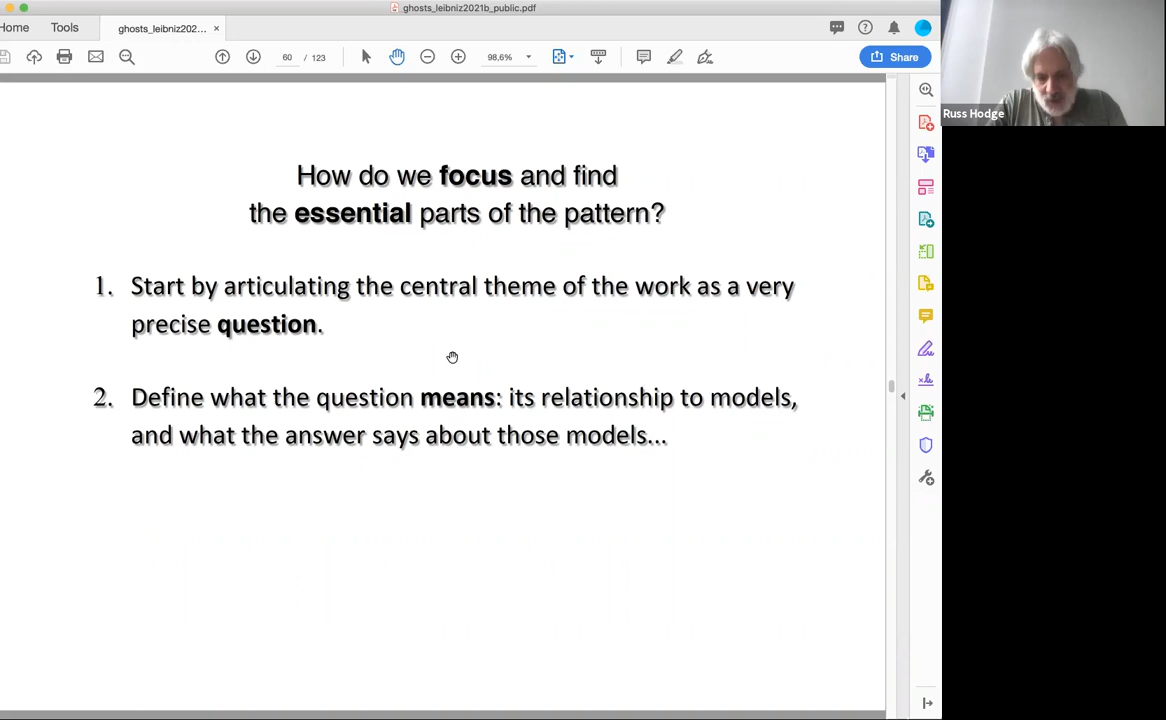 ghosts_leibniz2021b_public.pdf
Home
Tools
ghosts_leibniz202...
60 / 123
98,6%
Share
Russ Hodge
How do we focus and find
the essential parts of the pattern?
1. Start by articulating the central theme of the work as a very
precise question.
2. Define what the question means: its relationship to models,
and what the answer says about those models...